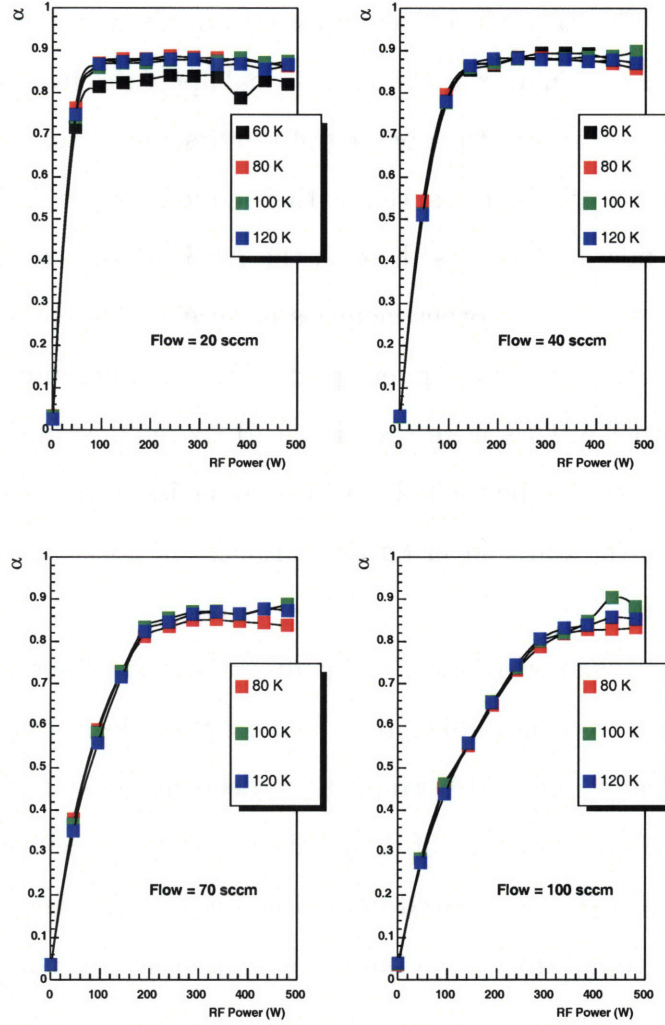 α
1
0.9
0.8
0.7
0.6
0.5
0.4
0.3
0.2
0.1
0
0 100 200 300 400 500
RF Power (W)
60 K
80 K
100 K
120 K
Flow = 20 sccm
α
1
0.9
0.8
0.7
0.6
0.5
0.4
0.3
0.2
0.1
0
0 100 200 300 400 500
RF Power (W)
60 K
80 K
100 K
120 K
Flow = 40 sccm
α
1
0.9
0.8
0.7
0.6
0.5
0.4
0.3
0.2
0.1
0
0 100 200 300 400 500
RF Power (W)
80 K
100 K
120 K
Flow = 70 sccm
α
1
0.9
0.8
0.7
0.6
0.5
0.4
0.3
0.2
0.1
0
0 100 200 300 400 500
RF Power (W)
80 K
100 K
120 K
Flow = 100 sccm